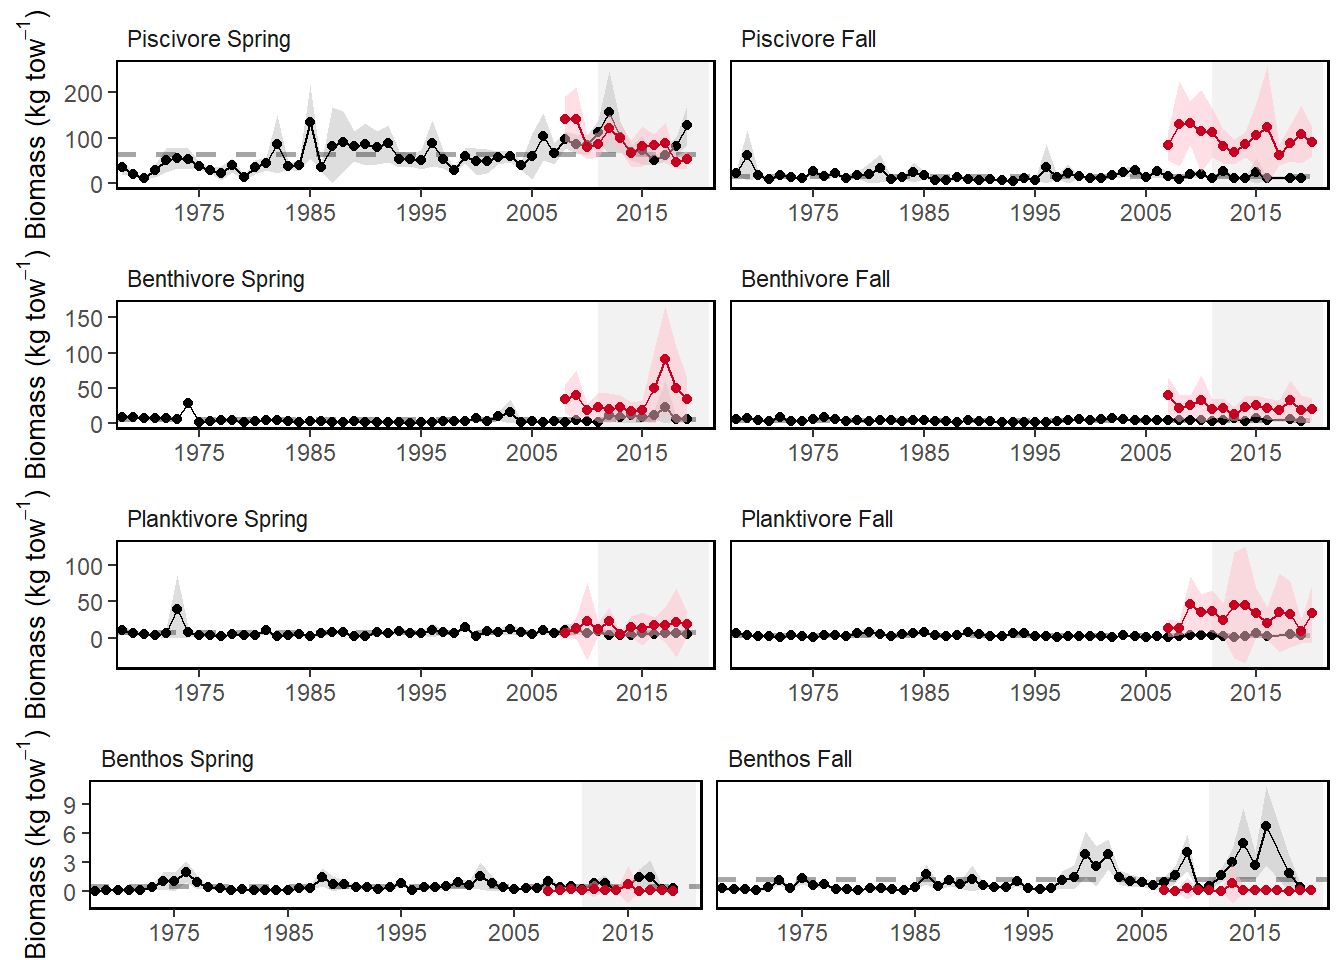 Piscivore Spring
Piscivore Fall
Biomass (kg tow⁻¹)
200
100
0
1975 1985 1995 2005 2015
1975 1985 1995 2005 2015
Benthivore Spring
Benthivore Fall
Biomass (kg tow⁻¹)
150
100
50
0
1975 1985 1995 2005 2015
1975 1985 1995 2005 2015
Planktivore Spring
Planktivore Fall
Biomass (kg tow⁻¹)
100
50
0
1975 1985 1995 2005 2015
1975 1985 1995 2005 2015
Benthos Spring
Benthos Fall
Biomass (kg tow⁻¹)
9
6
3
0
1975 1985 1995 2005 2015
1975 1985 1995 2005 2015